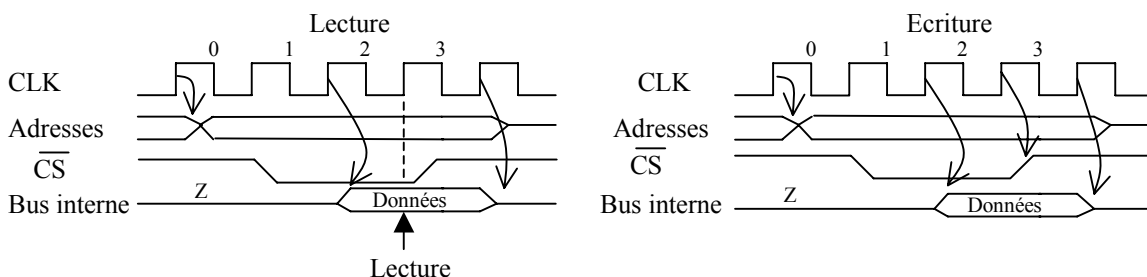 Lecture
0 1 2 3
CLK
Adresses
CS
Z
Bus interne
Données
Lecture
Ecriture
0 1 2 3
CLK
Adresses
CS
Z
Bus interne
Données